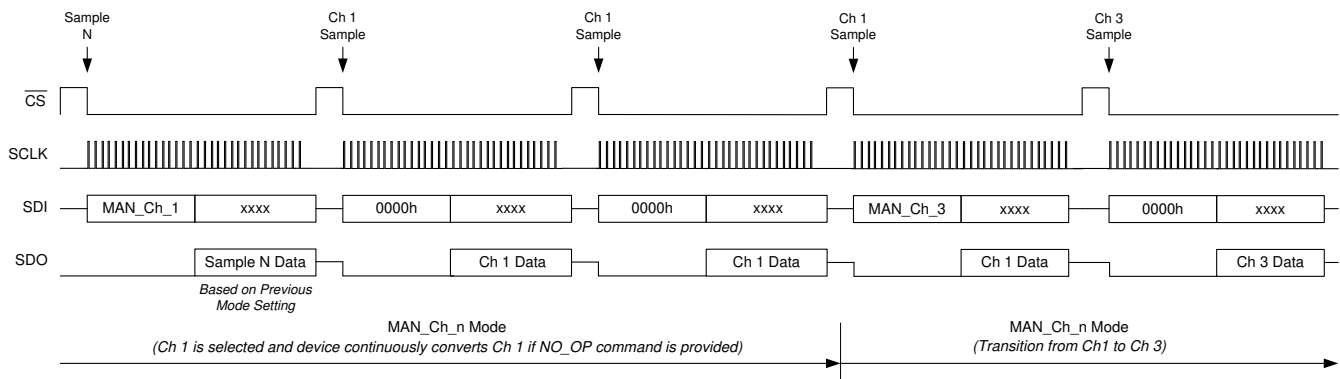 Sample
N
Ch 1
Sample
Ch 1
Sample
Ch 1
Sample
Ch 3
Sample
CS
SCLK
SDI
MAN_Ch_1
xxxx
0000h
xxxx
0000h
xxxx
MAN_Ch_3
xxxx
0000h
xxxx
SDO
Sample N Data
Ch 1 Data
Ch 1 Data
Ch 1 Data
Ch 3 Data
Based on Previous
Mode Setting
MAN_Ch_n Mode
(Ch 1 is selected and device continuously converts Ch 1 if NO_OP command is provided)
MAN_Ch_n Mode
(Transition from Ch1 to Ch 3)